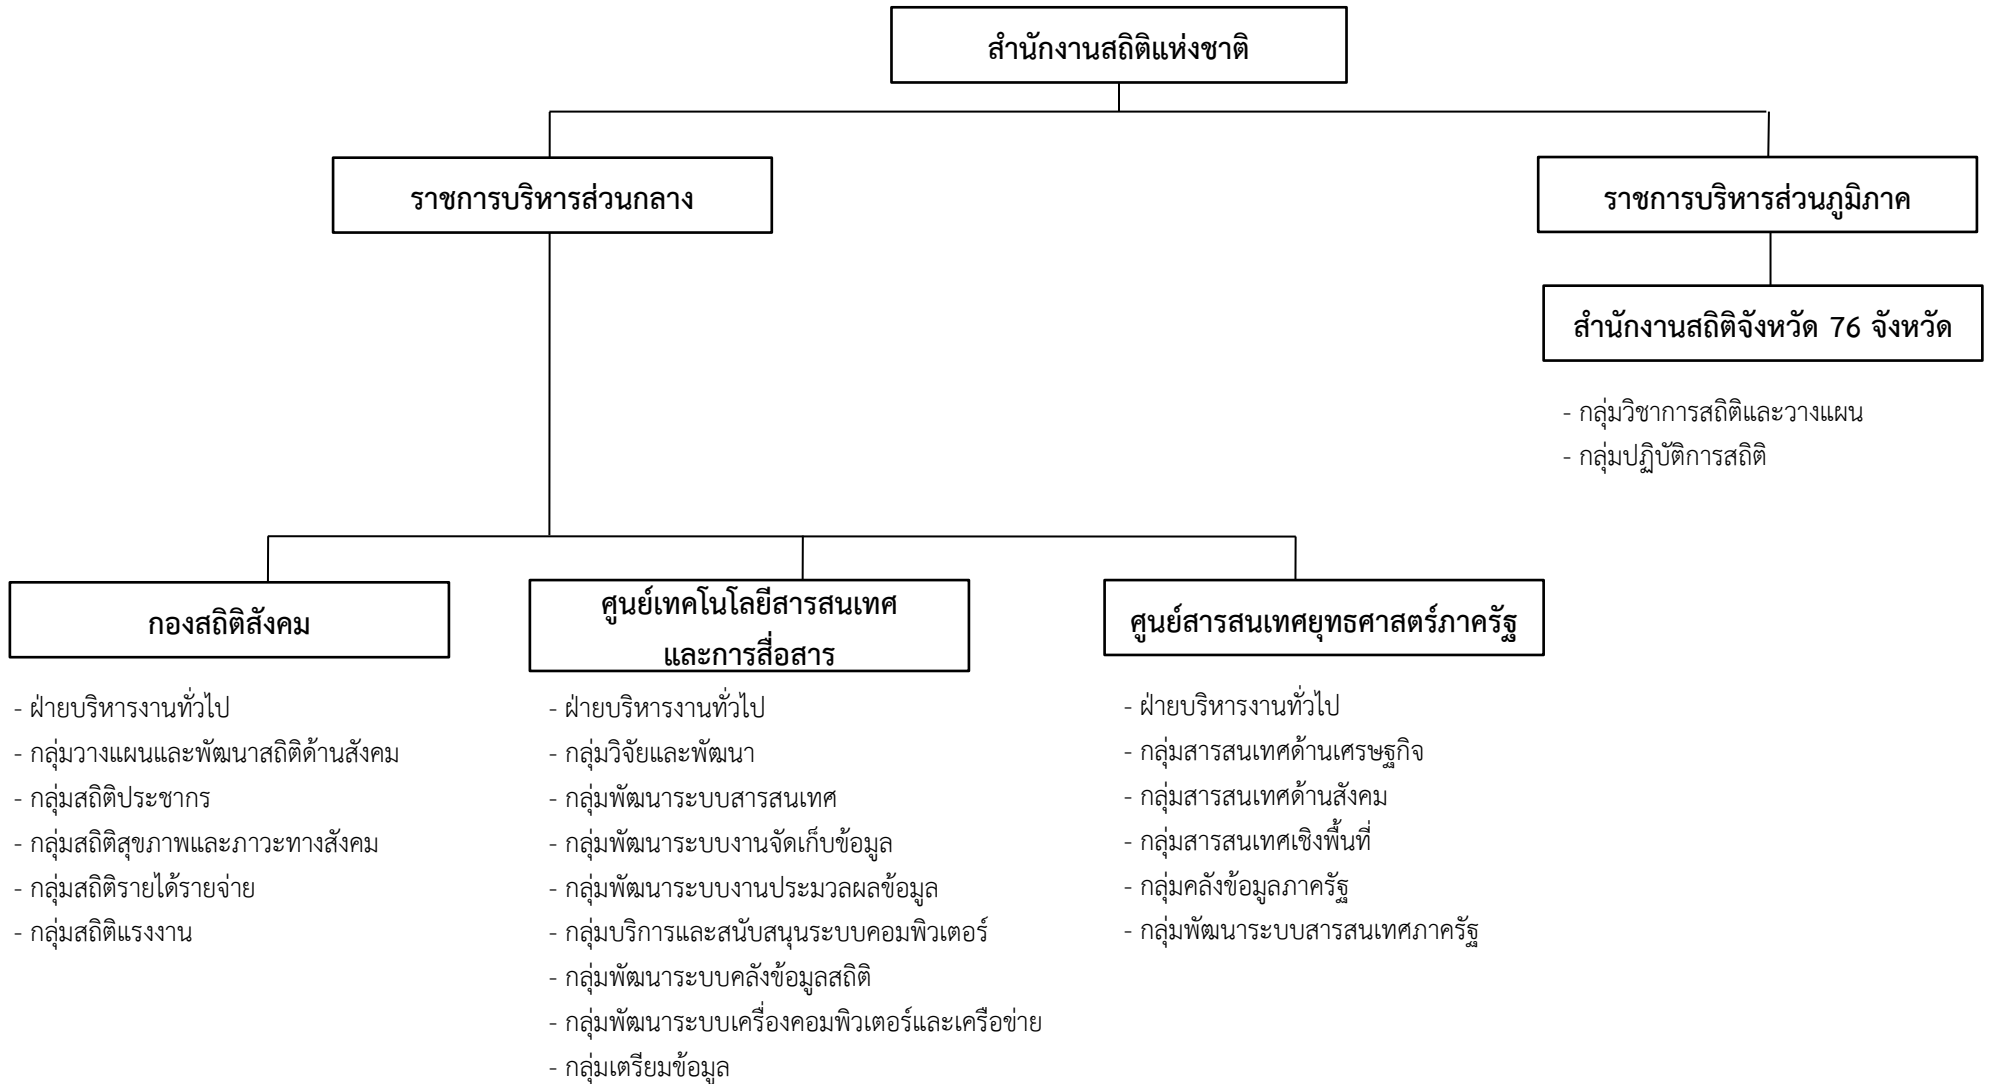 สำนักงานสถิติแห่งชาติ
ราชการบริหารส่วนกลาง
ราชการบริหารส่วนภูมิภาค
สำนักงานสถิติจังหวัด 76 จังหวัด
- กลุ่มวิชาการสถิติและวางแผน
- กลุ่มปฏิบัติการสถิติ
กองสถิติสังคม
- ฝ่ายบริหารงานทั่วไป
- กลุ่มวางแผนและพัฒนาสถิติด้านสังคม
- กลุ่มสถิติประชากร
- กลุ่มสถิติสุขภาพและภาวะทางสังคม
- กลุ่มสถิติรายได้รายจ่าย
- กลุ่มสถิติแรงงาน
ศูนย์เทคโนโลยีสารสนเทศ
และการสื่อสาร
- ฝ่ายบริหารงานทั่วไป
- กลุ่มวิจัยและพัฒนา
- กลุ่มพัฒนาระบบสารสนเทศ
- กลุ่มพัฒนาระบบงานจัดเก็บข้อมูล
- กลุ่มพัฒนาระบบงานประมวลผลข้อมูล
- กลุ่มบริการและสนับสนุนระบบคอมพิวเตอร์
- กลุ่มพัฒนาระบบคลังข้อมูลสถิติ
- กลุ่มพัฒนาระบบเครื่องคอมพิวเตอร์และเครือข่าย
- กลุ่มเตรียมข้อมูล
ศูนย์สารสนเทศยุทธศาสตร์ภาครัฐ
- ฝ่ายบริหารงานทั่วไป
- กลุ่มสารสนเทศด้านเศรษฐกิจ
- กลุ่มสารสนเทศด้านสังคม
- กลุ่มสารสนเทศเชิงพื้นที่
- กลุ่มคลังข้อมูลภาครัฐ
- กลุ่มพัฒนาระบบสารสนเทศภาครัฐ